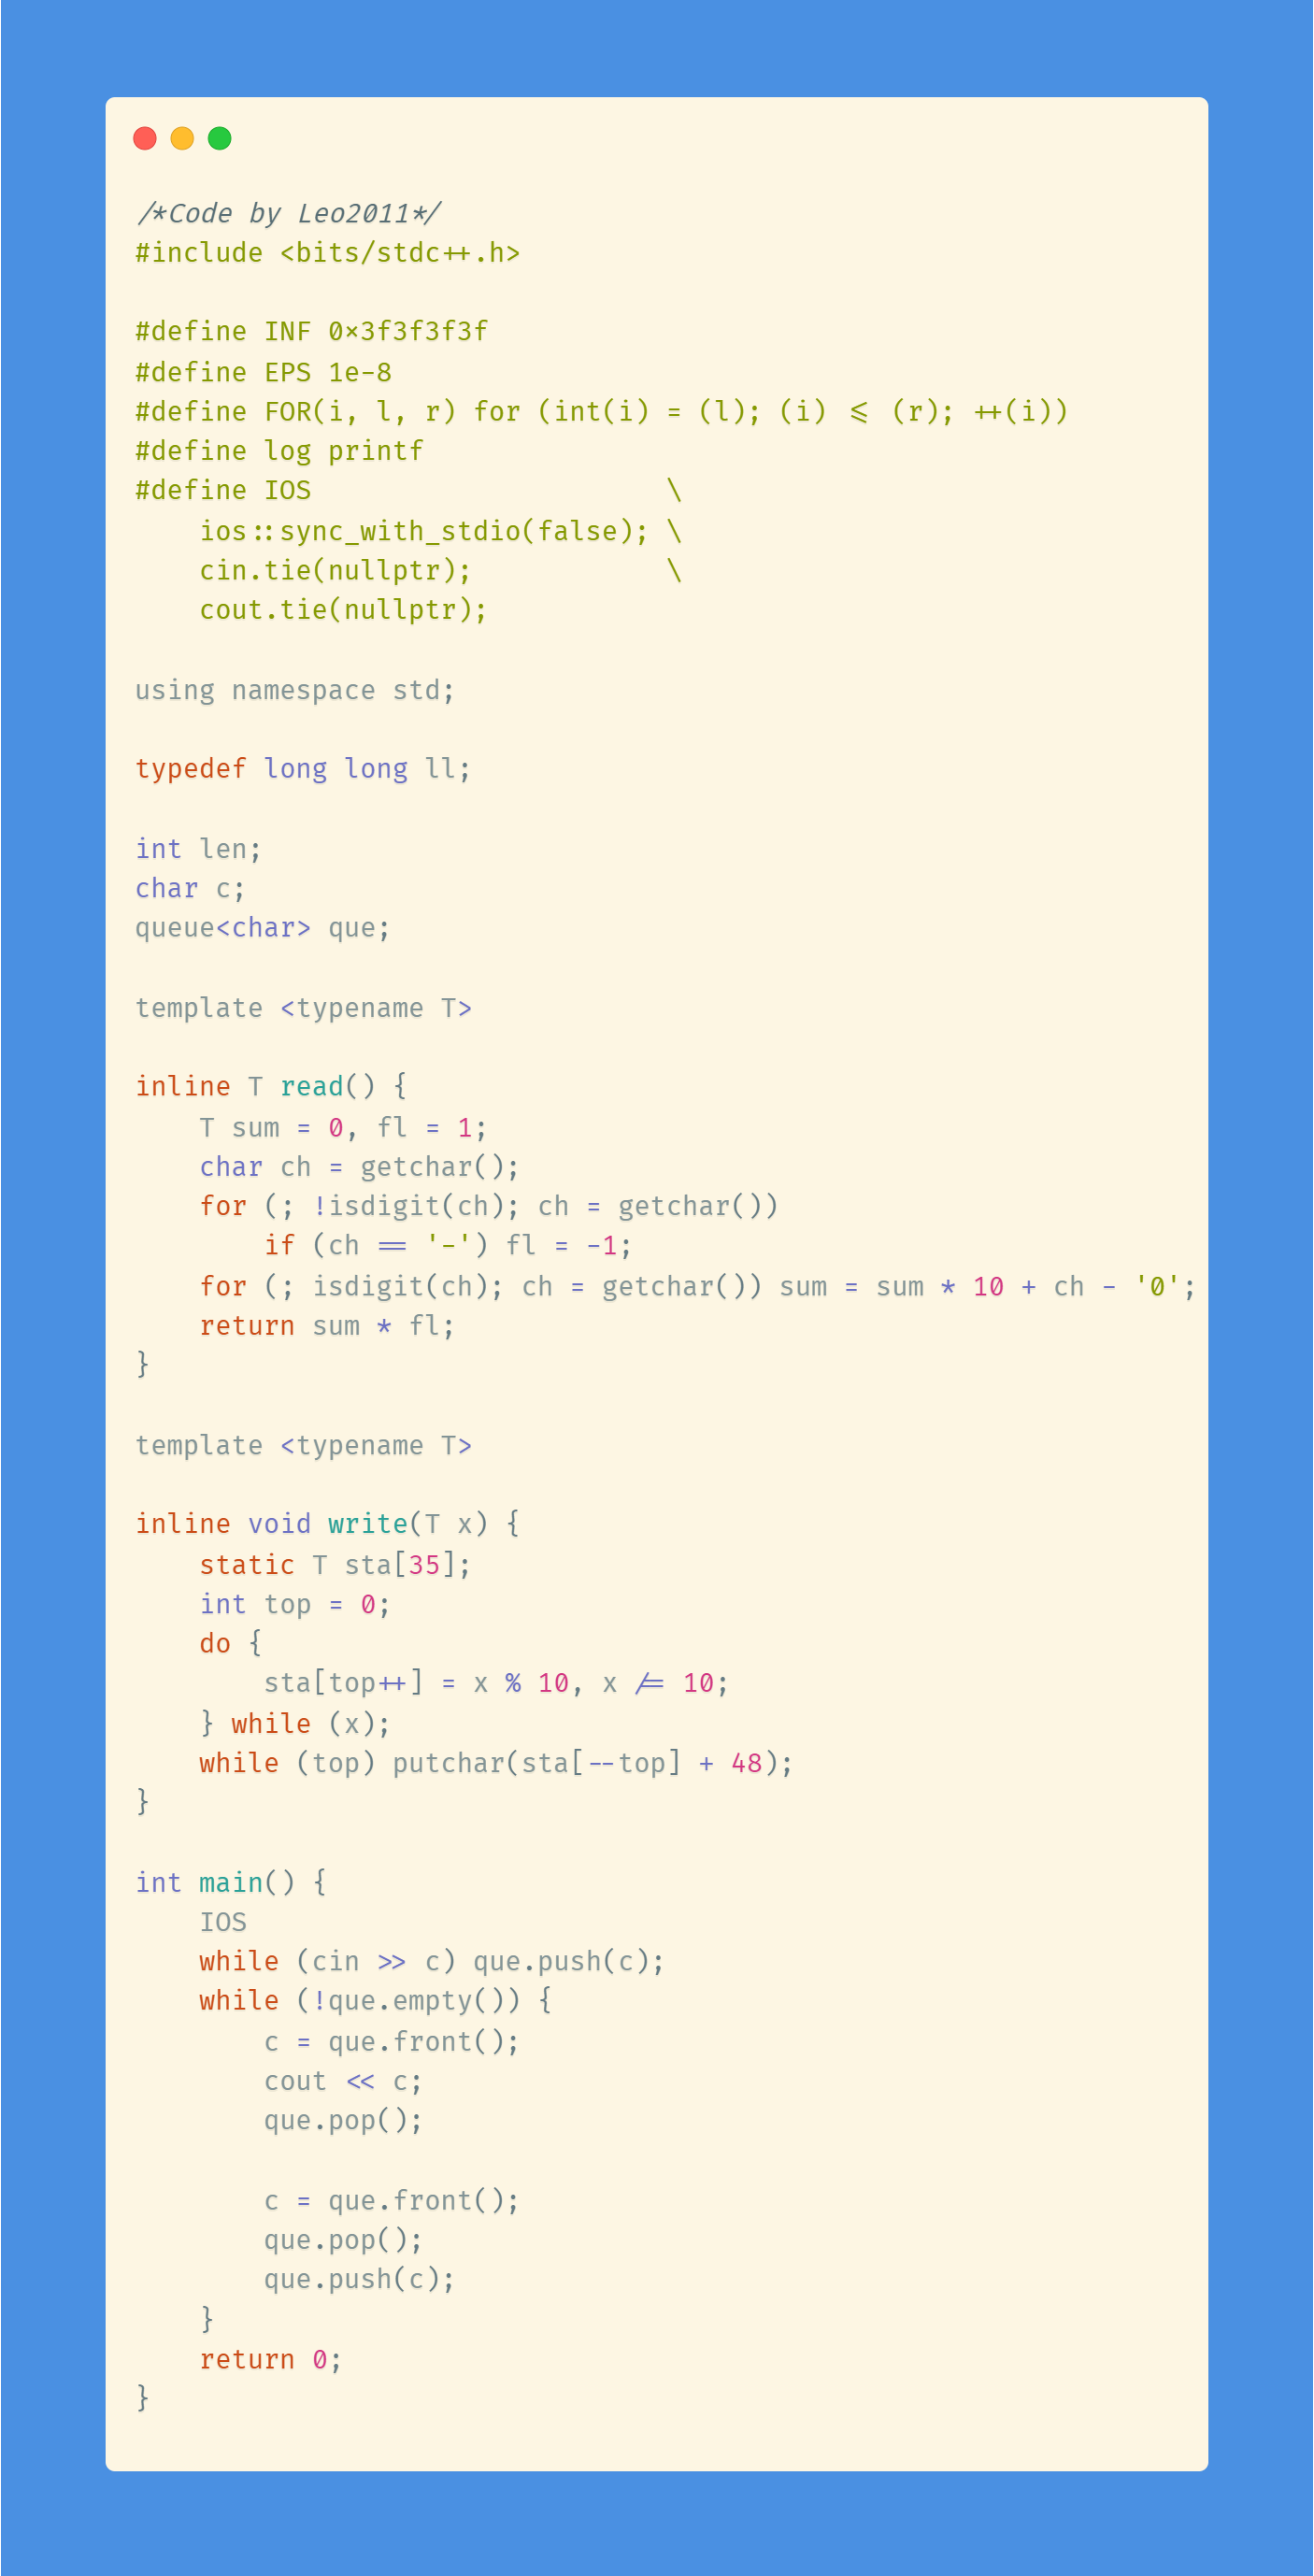 /*Code by Leo2011*/
#include <bits/stdc++.h>

#define INF 0x3f3f3f3f
#define EPS 1e-8
#define FOR(i, l, r) for (int(i) = (l); (i) <= (r); ++(i))
#define log printf
#define IOS                      \
    ios::sync_with_stdio(false); \
    cin.tie(nullptr);            \
    cout.tie(nullptr);

using namespace std;

typedef long long ll;

int len;
char c;
queue<char> que;

template <typename T>

inline T read() {
    T sum = 0, fl = 1;
    char ch = getchar();
    for (; !isdigit(ch); ch = getchar())
        if (ch == '-') fl = -1;
    for (; isdigit(ch); ch = getchar()) sum = sum * 10 + ch - '0';
    return sum * fl;
}

template <typename T>

inline void write(T x) {
    static T sta[35];
    int top = 0;
    do {
        sta[top++] = x % 10, x /= 10;
    } while (x);
    while (top) putchar(sta[--top] + 48);
}

int main() {
    IOS
    while (cin >> c) que.push(c);
    while (!que.empty()) {
        c = que.front();
        cout << c;
        que.pop();

        c = que.front();
        que.pop();
        que.push(c);
    }
    return 0;
}